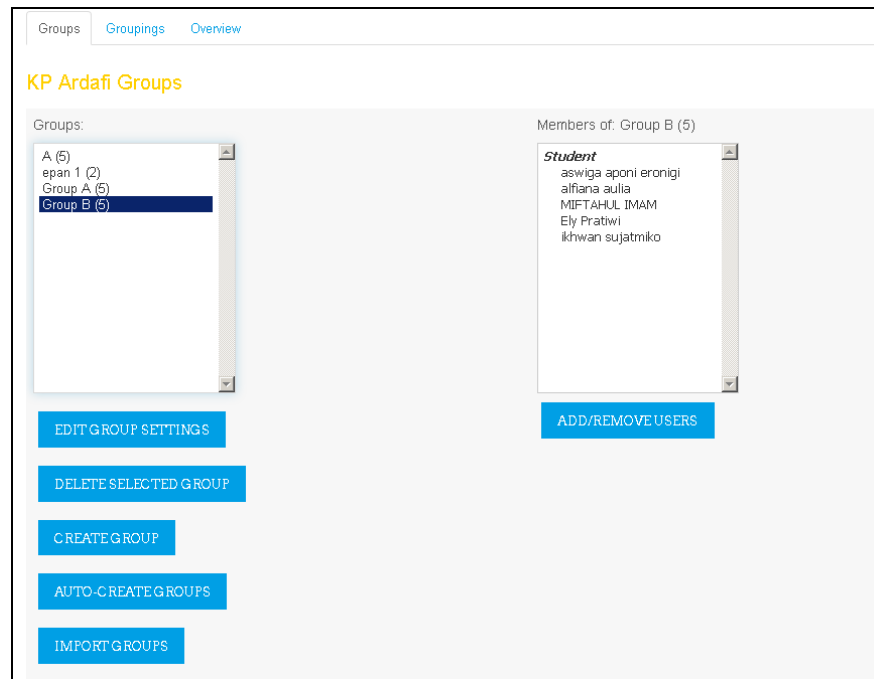 Groups Groupings Overview
KP Ardafi Groups
Groups:
A (5)
epan 1 (2)
Group A (5)
Group B (5)
EDIT GROUP SETTINGS
DELETE SELECTED GROUP
CREATE GROUP
AUTO-CREATE GROUPS
IMPORT GROUPS
Members of: Group B (5)
Student
aswiga aponi eronigi
alfiana aulia
MIFTAHUL IMAM
Ely Pratiwi
ikhwan sujatmiko
ADD/REMOVE USERS